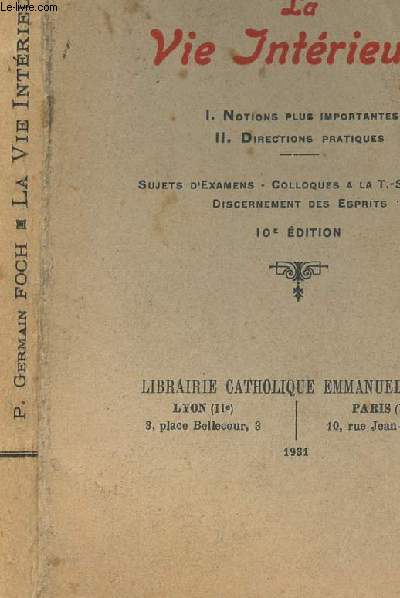 © Le-livre.com
P. GERMAIN FOCH ■ LA VIE INTÉRIEU
La
Vie Intérieu
I. NOTIONS PLUS IMPORTANTES
II. DIRECTIONS PRATIQUES
SUJETS D'EXAMENS - COLLOQUES A LA T.-S
DISCERNEMENT DES ESPRITS
10e ÉDITION
LIBRAIRIE CATHOLIQUE EMMANUEL
LYON (IIe) PARIS (
3, place Bellecour, 3 10, rue Jean-
1931